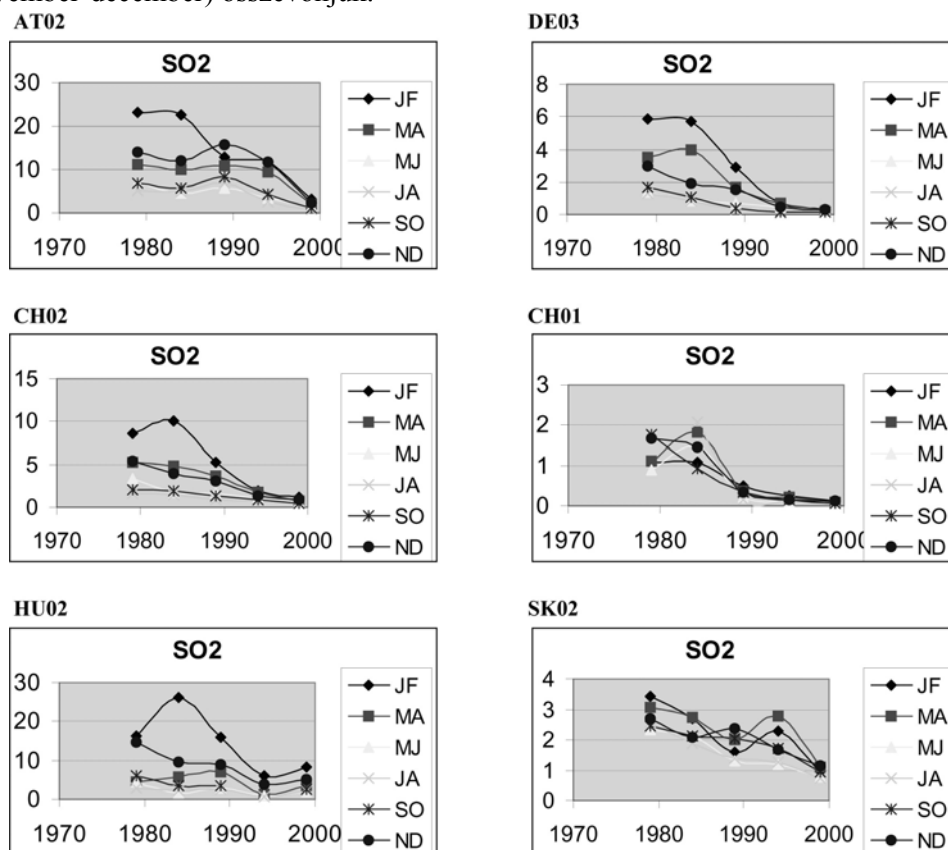 december) összevonjuk.
AT02
SO2
30
20
10
0
1970 1980 1990 2000
JF
MA
MJ
JA
SO
ND
DE03
SO2
8
6
4
2
0
1970 1980 1990 2000
JF
MA
MJ
JA
SO
ND
CH02
SO2
15
10
5
0
1970 1980 1990 2000
JF
MA
MJ
JA
SO
ND
CH01
SO2
3
2
1
0
1970 1980 1990
JF
MA
MJ
JA
SO
ND
HU02
SO2
30
20
10
0
1970 1980 1990 2000
JF
MA
MJ
JA
SO
ND
SK02
SO2
4
3
2
1
0
1970 1980 1990 2000
JF
MA
MJ
JA
SO
ND